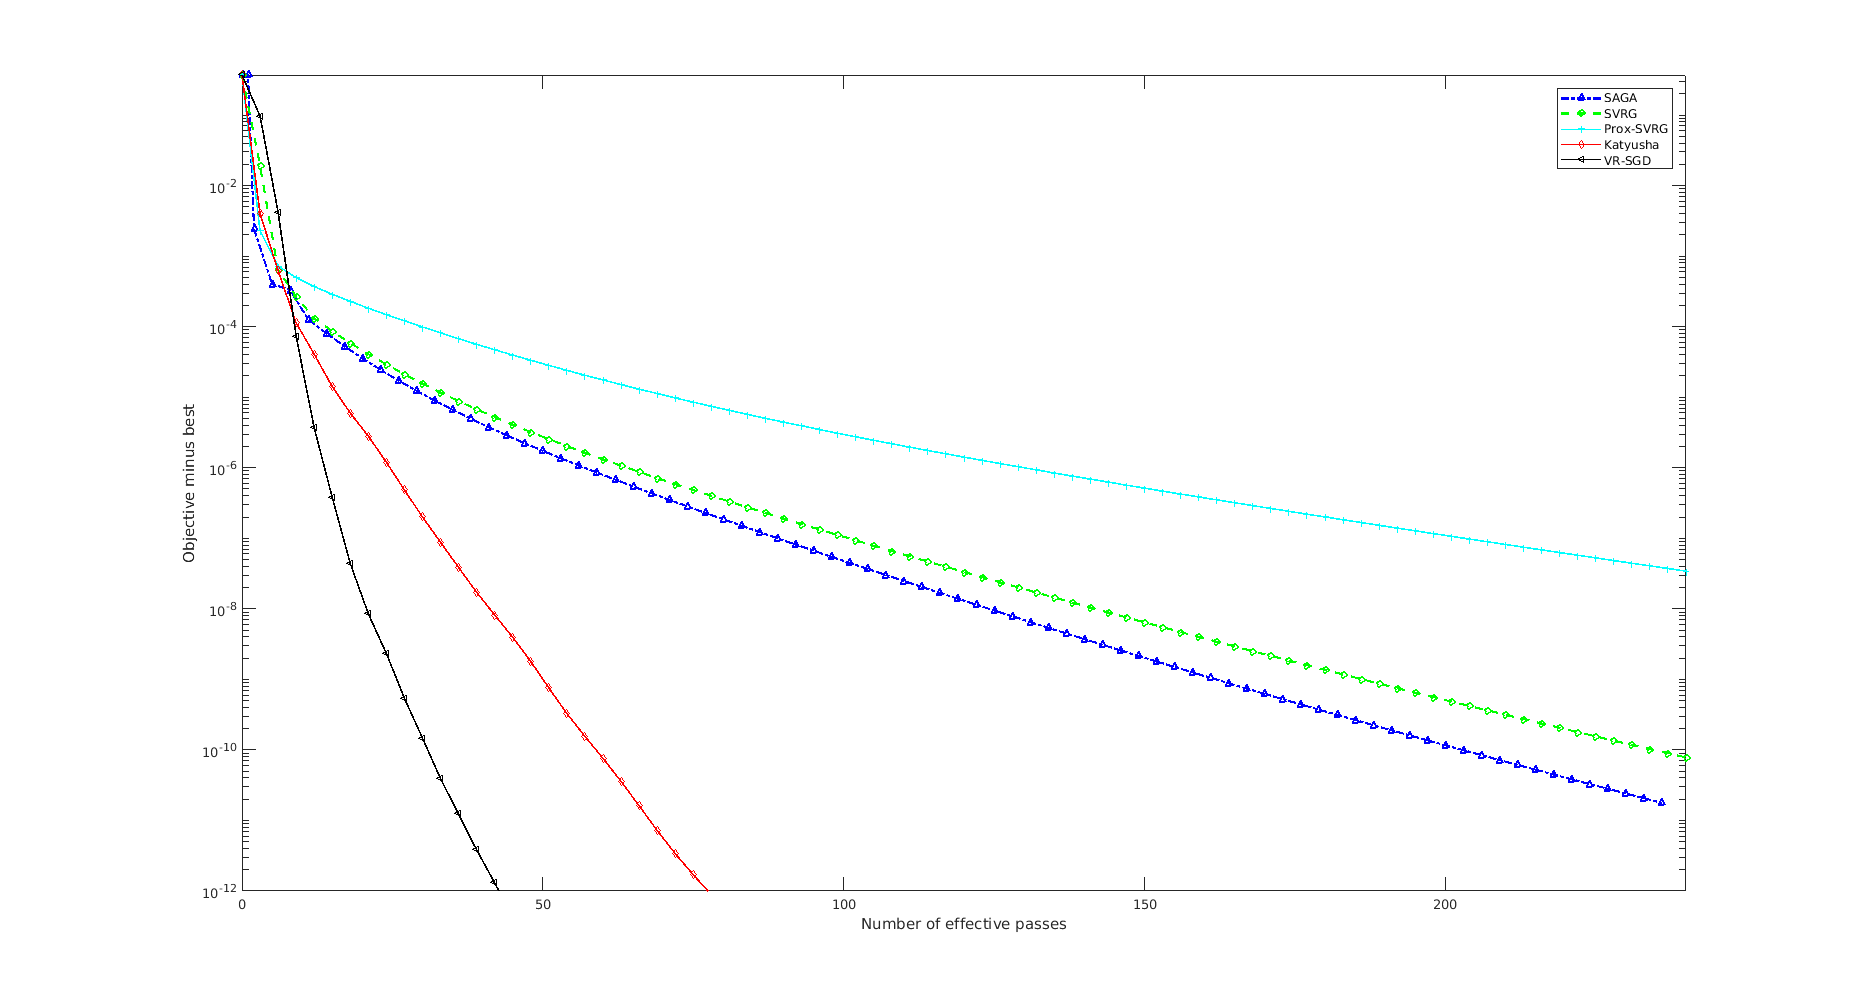 SAGA
SVRG
Prox-SVRG
Katyusha
VR-SGD
10^-2
10^-4
10^-6
10^-8
10^-10
10^-12
Objective minus best
0 50 100 150 200
Number of effective passes